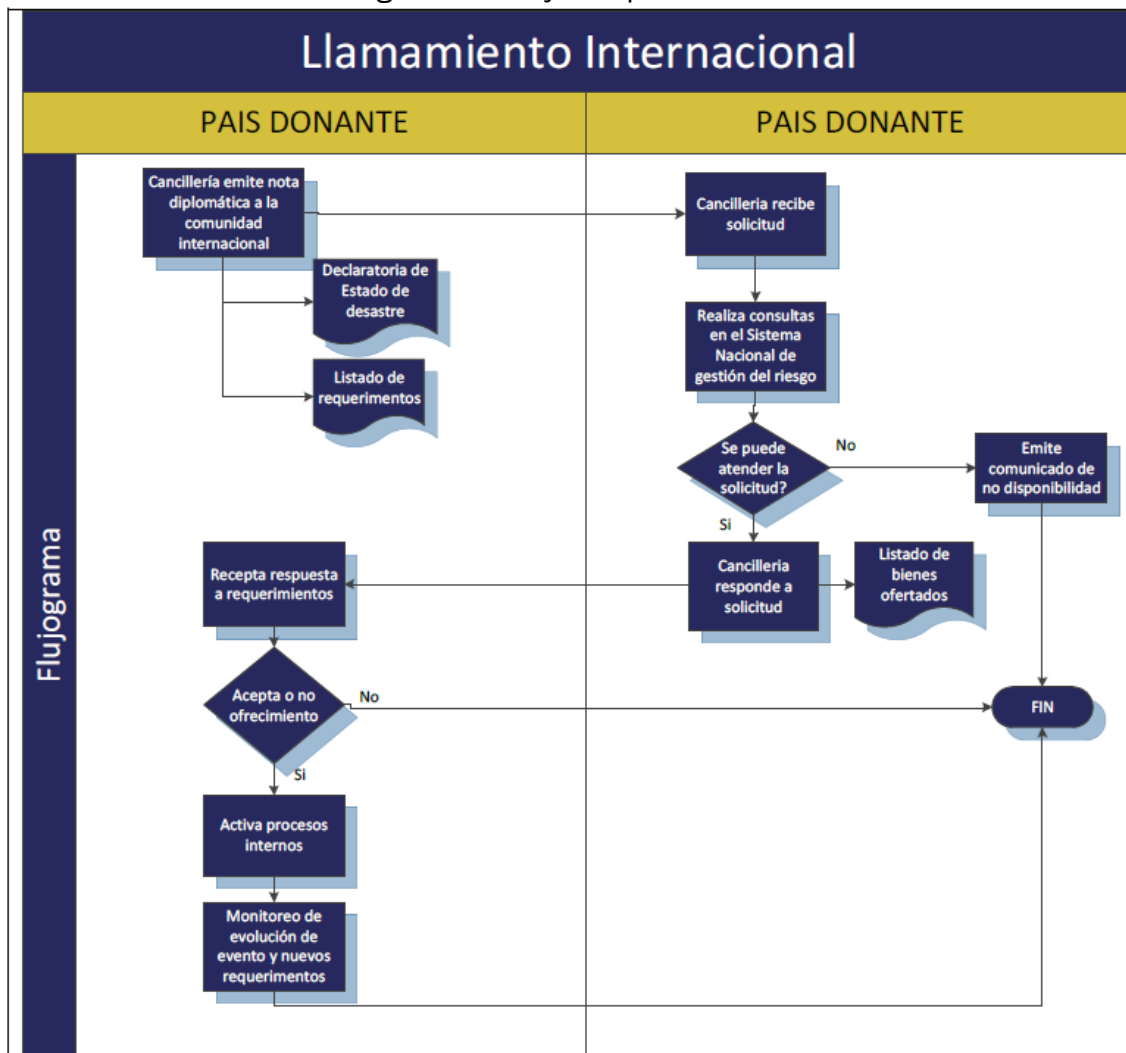 Llamamiento Internacional
PAIS DONANTE
PAIS DONANTE
Flujograma
Cancillería emite nota
diplomática a la
comunidad
internacional
Declaratoria de
Estado de
desastre
Listado de
requerimentos
Cancilleria recibe
solicitud
Realiza consultas
en el Sistema
Nacional de
gestión del riesgo
Se puede
atender la
solicitud?
No
Emite
comunicado de
no disponibilidad
Si
Cancilleria
responde a
solicitud
Listado de
bienes
ofertados
Recepta respuesta
a requerimientos
Acepta o no
ofrecimiento
No
FIN
Si
Activa procesos
internos
Monitoreo de
evolución de
evento y nuevos
requerimentos